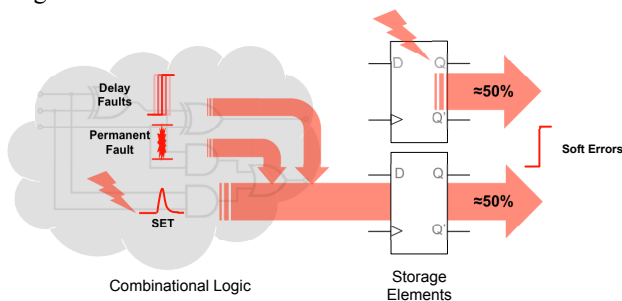 Delay
Faults
Permanent
Fault
SET
Combinational Logic
D
Q
Q'
≈50%
D
Q
Q'
≈50%
Soft Errors
Storage
Elements